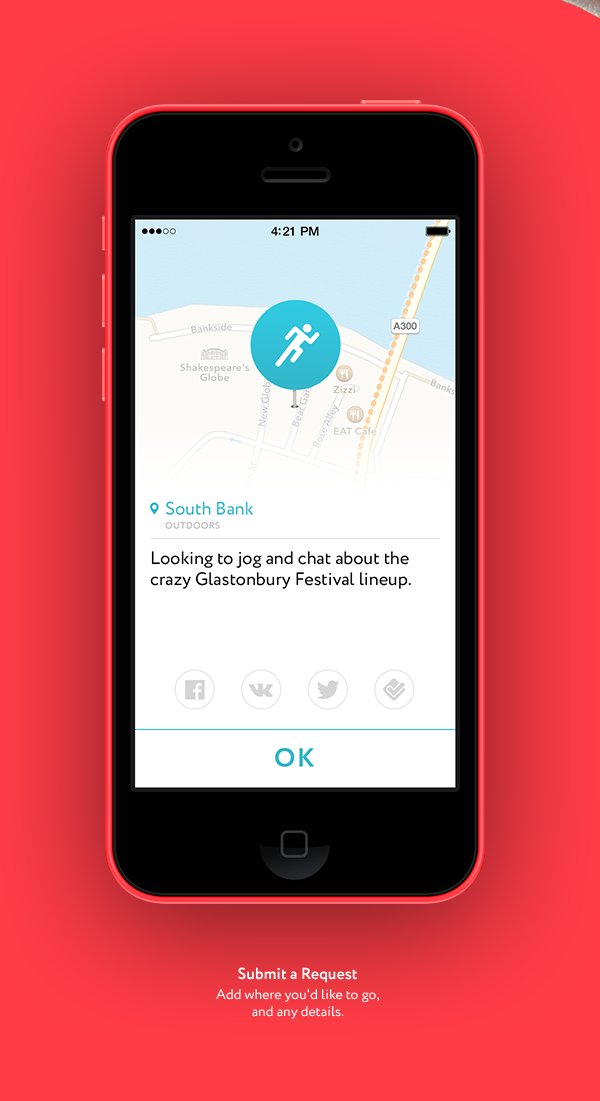 4:21 PM
A300
Bankside
Shakespeare's
Globe
Zizzi
Banks
New Glob
Bear Gar
Rose Alley
EAT Cafe
South Bank
OUTDOORS
Looking to jog and chat about the
crazy Glastonbury Festival lineup.
OK
Submit a Request
Add where you'd like to go,
and any details.